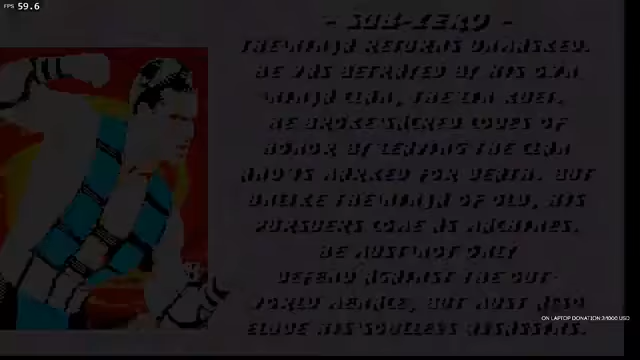 FPS 59.6
- SUB-ZERO -
THE NINJA RETURNS UNMASKED.
HE WAS BETRAYED BY HIS OWN
NINJA CLAN, THE LIN KUEI.
HE BROKE SACRED CODES OF
HONOR BY LEAVING THE CLAN
AND IS MARKED FOR DEATH. BUT
UNLIKE THE NINJA OF OLD, HIS
PURSUERS COME AS MACHINES.
HE MUST NOT ONLY
DEFEND AGAINST THE OUT-
WORLD MENACE, BUT MUST ALSO
ELUDE HIS SOULLESS ASSASSINS.
ON LAPTOP DONATION: